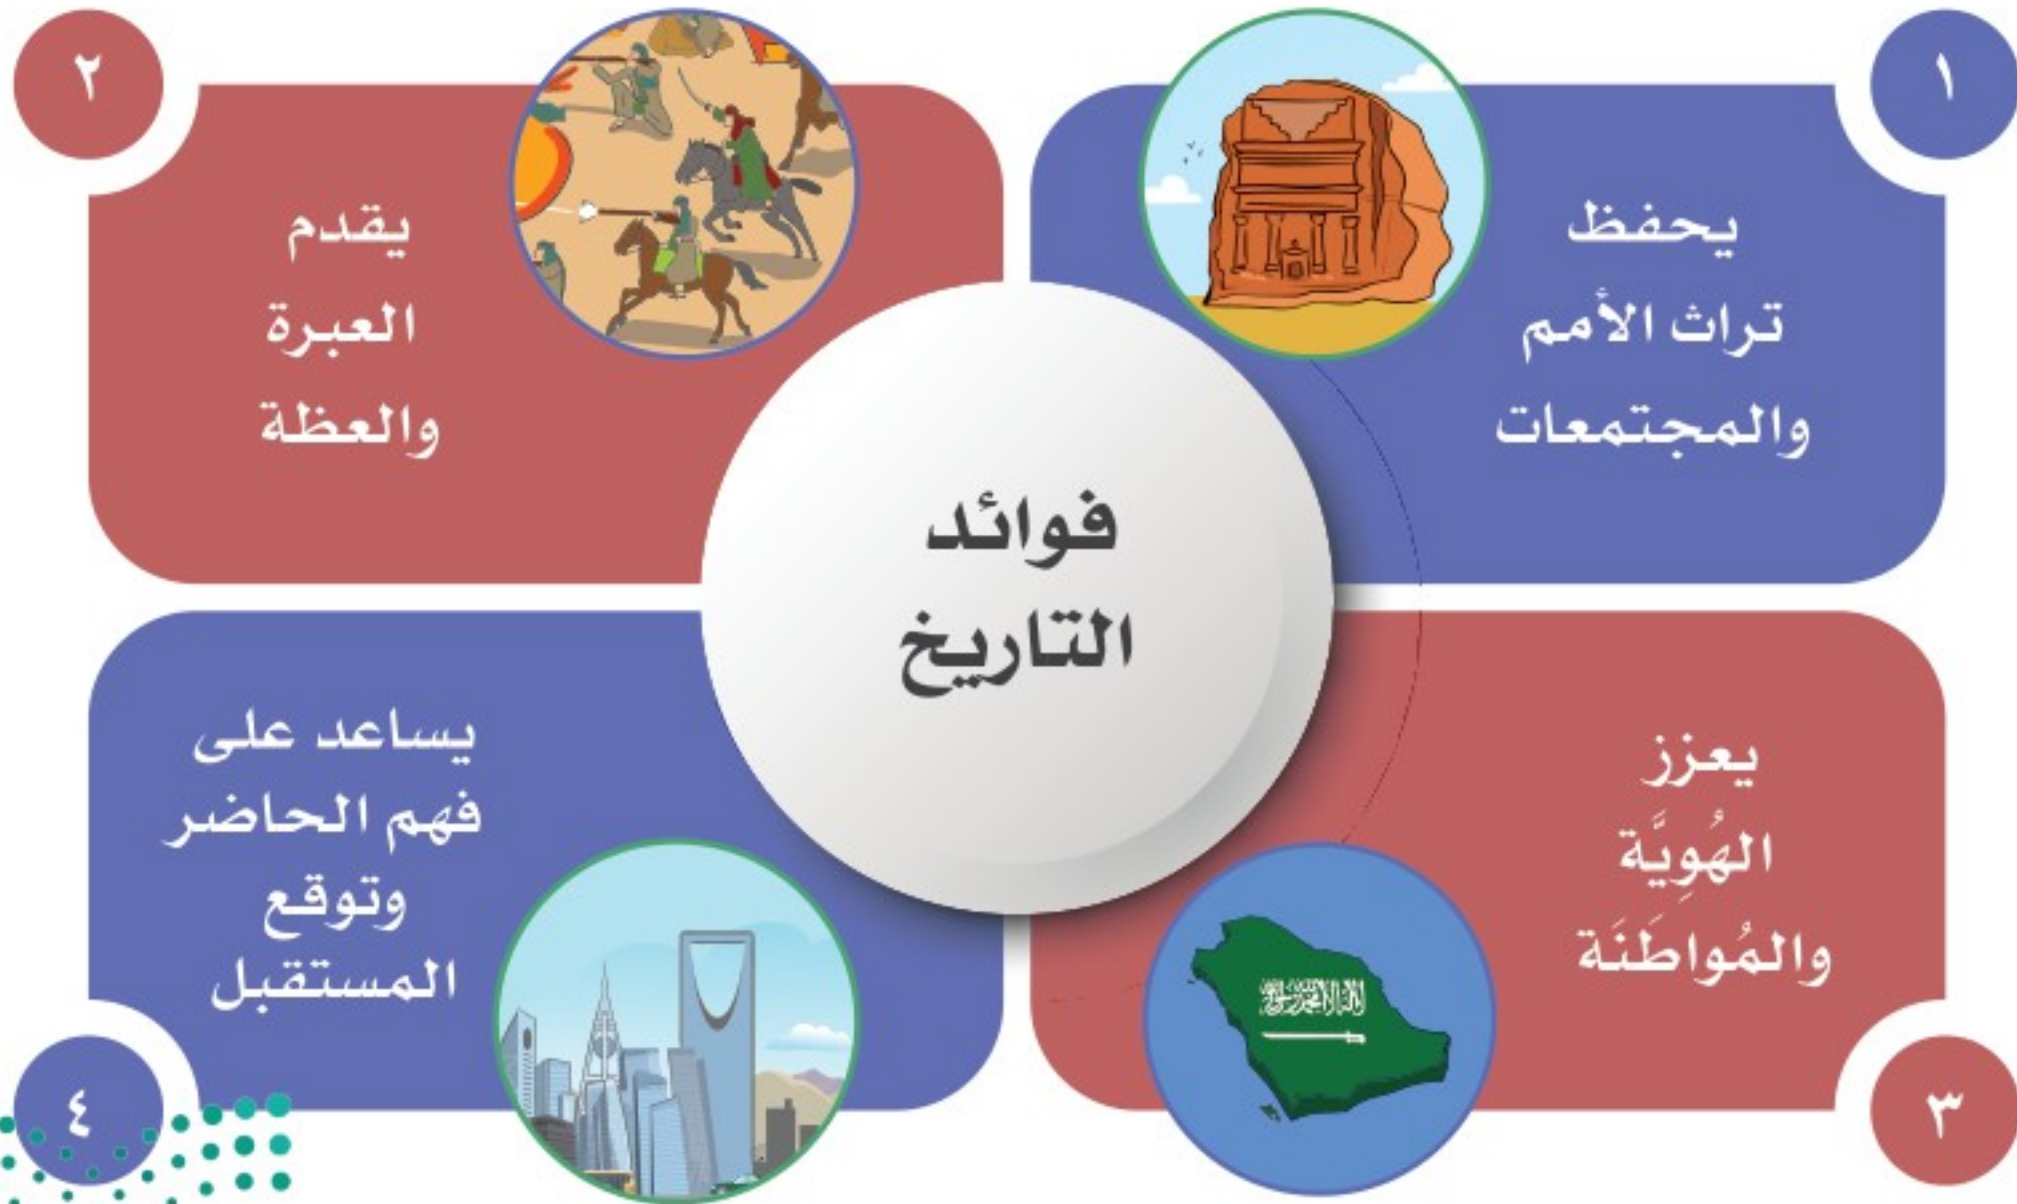 فوائد
التاريخ
١
يحفظ
تراث الأمم
والمجتمعات
٢
يقدم
العبرة
والعظة
٣
يعزز
الهُوِيَّة
والمُواطَنَة
٤
يساعد على
فهم الحاضر
وتوقع
المستقبل